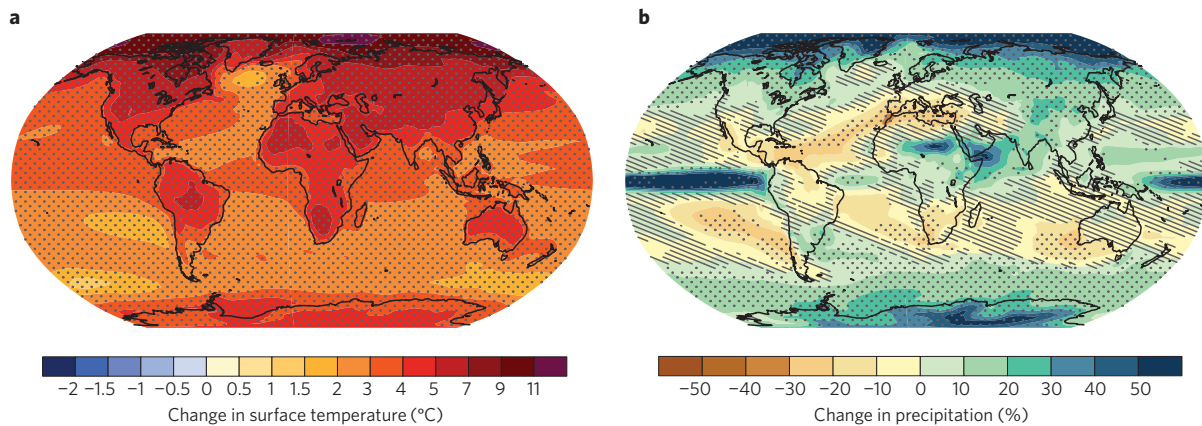 a
b
−2 −1.5 −1 −0.5 0 0.5 1 1.5 2 3 4 5 7 9 11
Change in surface temperature (°C)
−50 −40 −30 −20 −10 0 10 20 30 40 50
Change in precipitation (%)